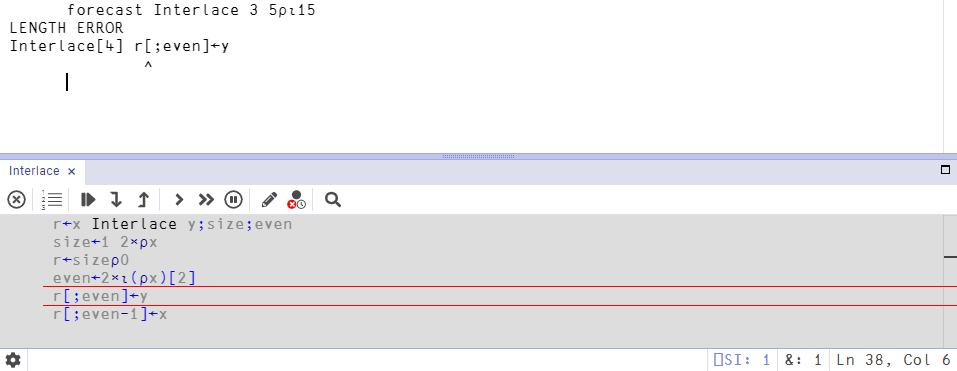 forecast Interlace 3 5⍴⍳15
LENGTH ERROR
Interlace[4] r[;even]←y
^
Interlace ×
r←x Interlace y;size;even
size←1 2×⍴x
r←size⍴0
even←2×⍳(⍴x)[2]
r[;even]←y
r[;even-1]←x
⎕SI: 1 &: 1 Ln 38, Col 6